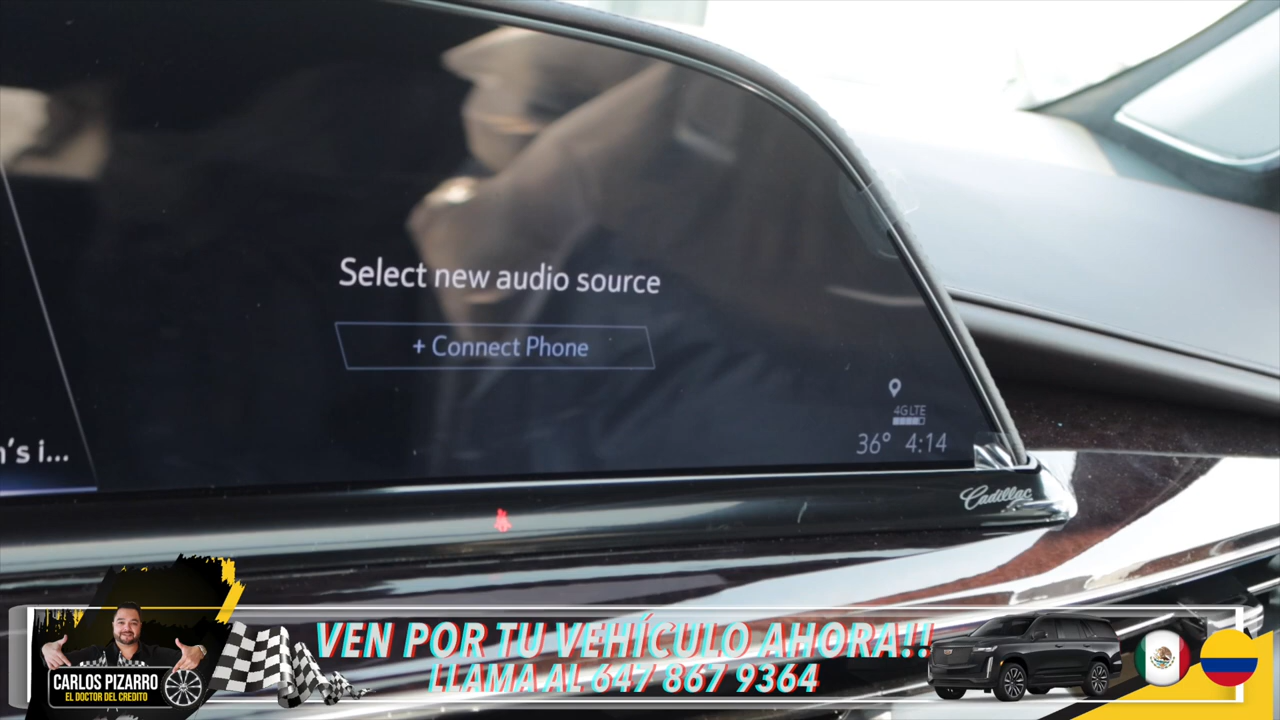 Select new audio source
+ Connect Phone
4G LTE
36° 4:14
n's i...
Cadillac
VEN POR TU VEHÍCULO AHORA!!
LLAMA AL 647 867 9364
CARLOS PIZARRO
EL DOCTOR DEL CREDITO